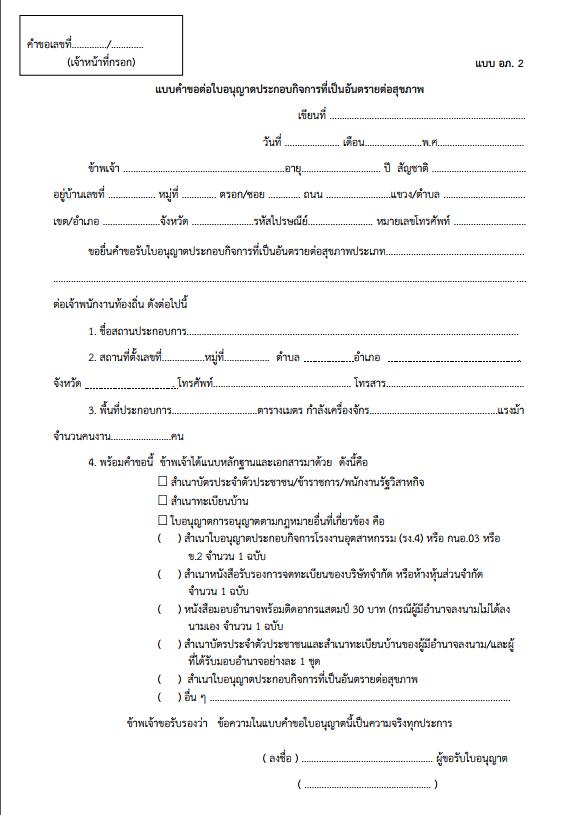 คำขอเลขที่............../.............
(เจ้าหน้าที่กรอก)
แบบ อภ. 2
แบบคำขอต่อใบอนุญาตประกอบกิจการที่เป็นอันตรายต่อสุขภาพ
เขียนที่ ..................................................................
วันที่ .................. เดือน...................พ.ศ.............................
ข้าพเจ้า ......................................................อายุ........................... ปี สัญชาติ ...............................
อยู่บ้านเลขที่ ................ หมู่ที่ ............ ตรอก/ซอย .......... ถนน ......................แขวง/ตำบล ...........................
เขต/อำเภอ ...................จังหวัด .....................รหัสไปรษณีย์...................... หมายเลขโทรศัพท์ ........................
ขอยื่นคำขอรับใบอนุญาตประกอบกิจการที่เป็นอันตรายต่อสุขภาพประเภท..............................................
................................................................................................................................................................
ต่อเจ้าพนักงานท้องถิ่น ดังต่อไปนี้
1. ชื่อสถานประกอบการ..............................................................................................................
2. สถานที่ตั้งเลขที่..............หมู่ที่............... ตำบล .................อำเภอ .............................................
จังหวัด ..............................โทรศัพท์.............................................. โทรสาร..............................................
3. พื้นที่ประกอบการ............................ตารางเมตร กำลังเครื่องจักร..........................................แรงม้า
จำนวนคนงาน....................คน
4. พร้อมคำขอนี้ ข้าพเจ้าได้แนบหลักฐานและเอกสารมาด้วย ดังนี้คือ
☐ สำเนาบัตรประจำตัวประชาชน/ข้าราชการ/พนักงานรัฐวิสาหกิจ
☐ สำเนาทะเบียนบ้าน
☐ ใบอนุญาตการอนุญาตตามกฎหมายอื่นที่เกี่ยวข้อง คือ
( ) สำเนาใบอนุญาตประกอบกิจการโรงงานอุตสาหกรรม (รง.4) หรือ กนอ.03 หรือ
ข.2 จำนวน 1 ฉบับ
( ) สำเนาหนังสือรับรองการจดทะเบียนของบริษัทจำกัด หรือห้างหุ้นส่วนจำกัด
จำนวน 1 ฉบับ
( ) หนังสือมอบอำนาจพร้อมติดอากรแสตมป์ 30 บาท (กรณีผู้มีอำนาจลงนามไม่ได้ลง
นามเอง จำนวน 1 ฉบับ
( ) สำเนาบัตรประจำตัวประชาชนและสำเนาทะเบียนบ้านของผู้มีอำนาจลงนาม/และผู้
ที่ได้รับมอบอำนาจอย่างละ 1 ชุด
( ) สำเนาใบอนุญาตประกอบกิจการที่เป็นอันตรายต่อสุขภาพ
( ) อื่น ๆ ....................................................................................................
ข้าพเจ้าขอรับรองว่า ข้อความในแบบคำขอใบอนุญาตนี้เป็นความจริงทุกประการ
( ลงชื่อ ) ............................................ ผู้ขอรับใบอนุญาต
( .......................................... )